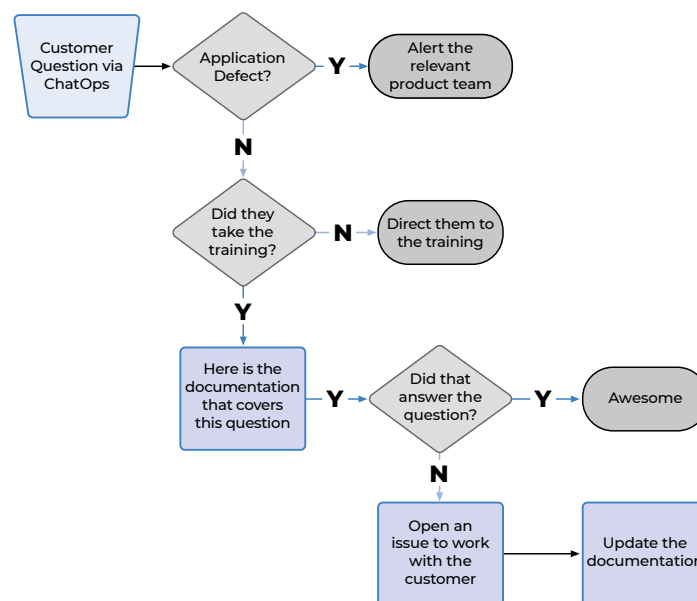 Customer
Question via
ChatOps
Application
Defect?
Y
Alert the
relevant
product team
N
Did they
take the
training?
N
Direct them to
the training
Y
Here is the
documentation
that covers
this question
Y
Did that
answer the
question?
Y
Awesome
N
Open an
issue to work
with the
customer
Update the
documentation